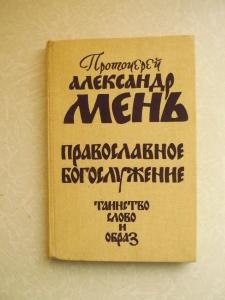 Протоиерей
АЛЕКСАНДР
МЕНЬ
ПРАВОСЛАВНОЕ
БОГОСЛУЖЕНИЕ
ТАИНСТВО
СЛОВО
И
ОБРАЗ